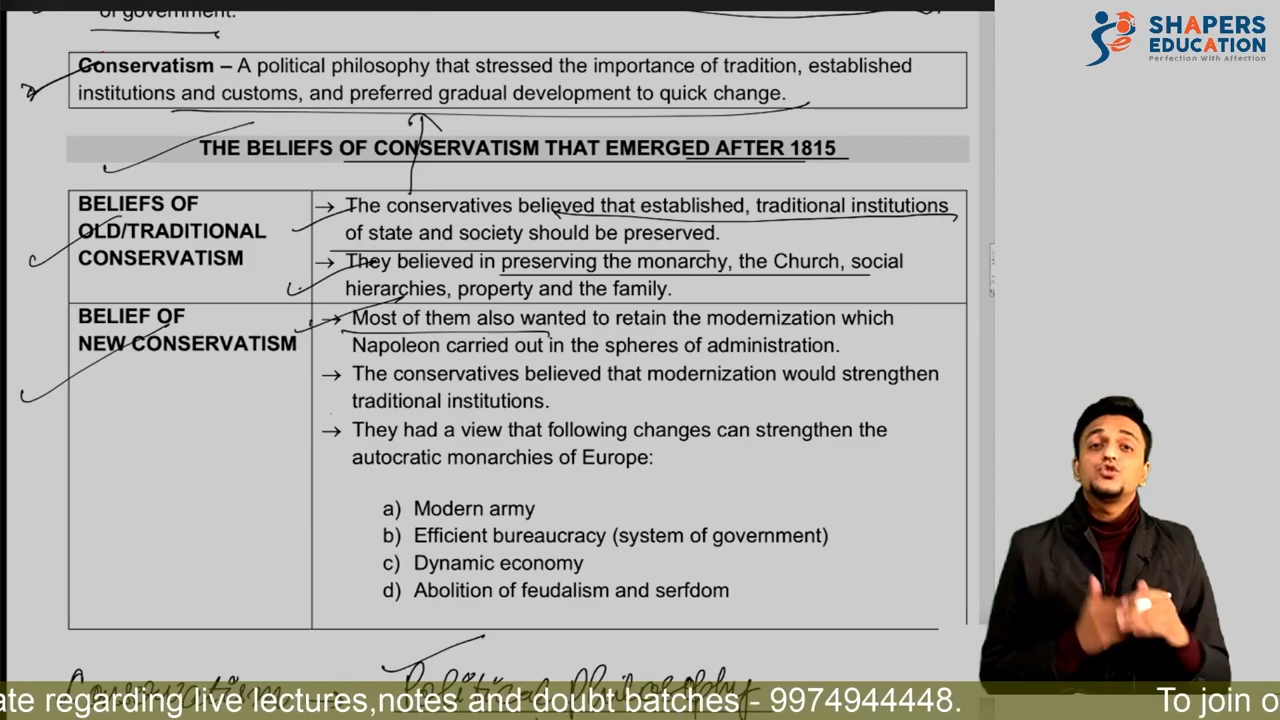 of government.
SHAPERS
EDUCATION
Perfection With Affection
Conservatism – A political philosophy that stressed the importance of tradition, established
institutions and customs, and preferred gradual development to quick change.
THE BELIEFS OF CONSERVATISM THAT EMERGED AFTER 1815
BELIEFS OF
OLD/TRADITIONAL
CONSERVATISM
→ The conservatives believed that established, traditional institutions
of state and society should be preserved.
→ They believed in preserving the monarchy, the Church, social
hierarchies, property and the family.
BELIEF OF
NEW CONSERVATISM
→ Most of them also wanted to retain the modernization which
Napoleon carried out in the spheres of administration.
→ The conservatives believed that modernization would strengthen
traditional institutions.
→ They had a view that following changes can strengthen the
autocratic monarchies of Europe:
a) Modern army
b) Efficient bureaucracy (system of government)
c) Dynamic economy
d) Abolition of feudalism and serfdom
Conservatism → Political philosophy
ate regarding live lectures,notes and doubt batches - 9974944448. To join o